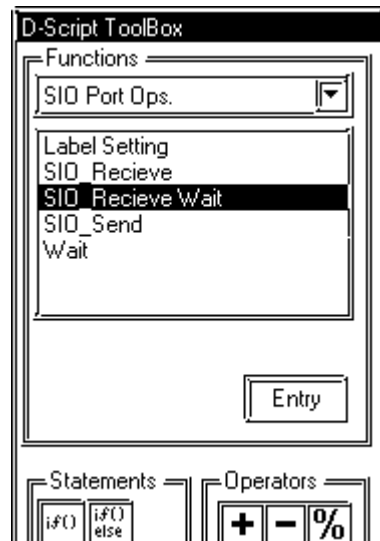 D-Script ToolBox
Functions
SIO Port Ops.
Label Setting
SIO_Recieve
SIO_Recieve Wait
SIO_Send
Wait
Entry
Statements
Operators
if()
if()
else
+ - %